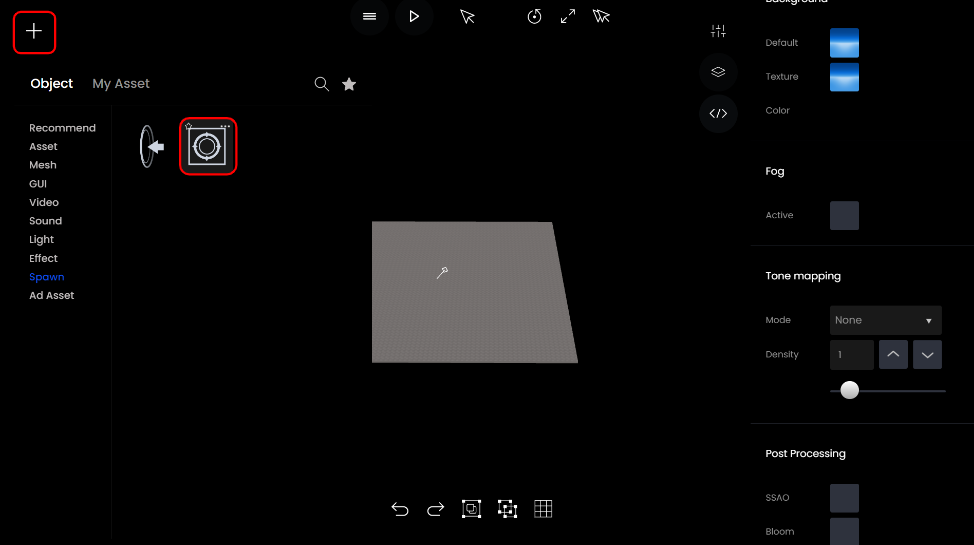 Object
My Asset
Recommend
Asset
Mesh
GUI
Video
Sound
Light
Effect
Spawn
Ad Asset
Background
Default
Texture
Color
Fog
Active
Tone mapping
Mode
None
Density
1
Post Processing
SSAO
Bloom